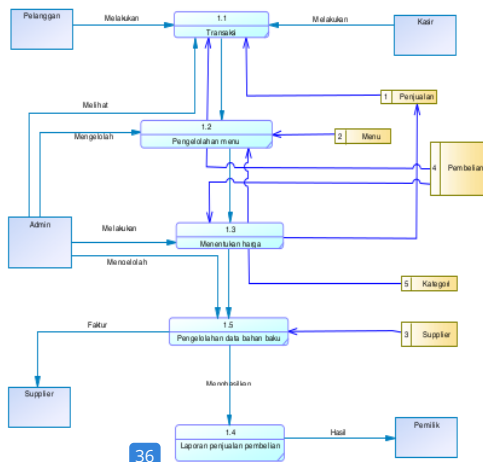 Pelanggan
Melakukan
1.1
Transaksi
Melakukan
Kasir
1 Penjualan
Melihat
1.2
Pengelolahan menu
2 Menu
Mengelolah
4 Pembelian
Admin
Melakukan
1.3
Menentukan harga
Mengelolah
5 Kategori
1.5
Pengelolahan data bahan baku
3 Supplier
Faktur
Supplier
Menghasilkan
1.4
Laporan penjualan pembelian
Hasil
Pemilik
36